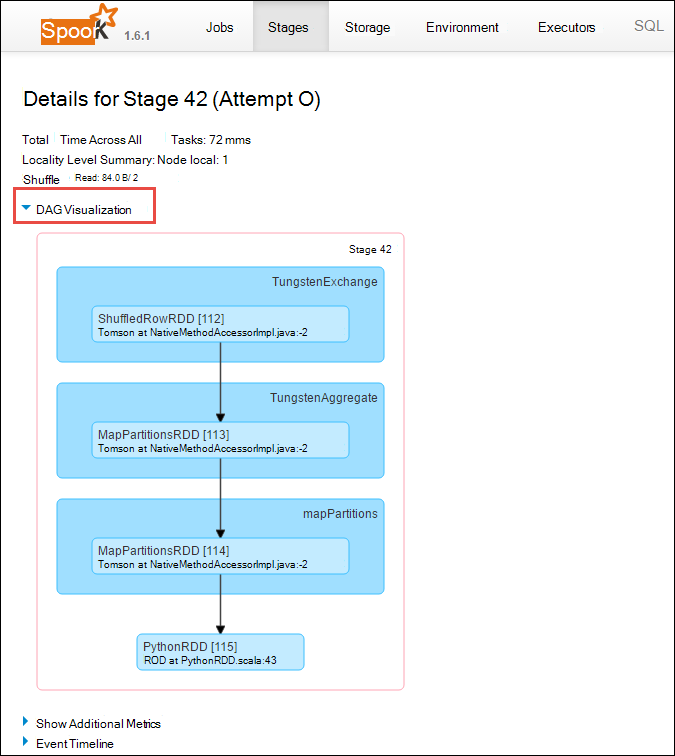 SpooK 1.6.1 Jobs Stages Storage Environment Executors SQL
Details for Stage 42 (Attempt O)
Total Time Across All Tasks: 72 mms
Locality Level Summary: Node local: 1
Shuffle Read: 84.0 B/ 2
DAG Visualization
Stage 42
TungstenExchange
ShuffledRowRDD [112]
Tomson at NativeMethodAccessorImpl.java:-2
TungstenAggregate
MapPartitionsRDD [113]
Tomson at NativeMethodAccessorImpl.java:-2
mapPartitions
MapPartitionsRDD [114]
Tomson at NativeMethodAccessorImpl.java:-2
PythonRDD [115]
ROD at PythonRDD.scala:43
Show Additional Metrics
Event Timeline